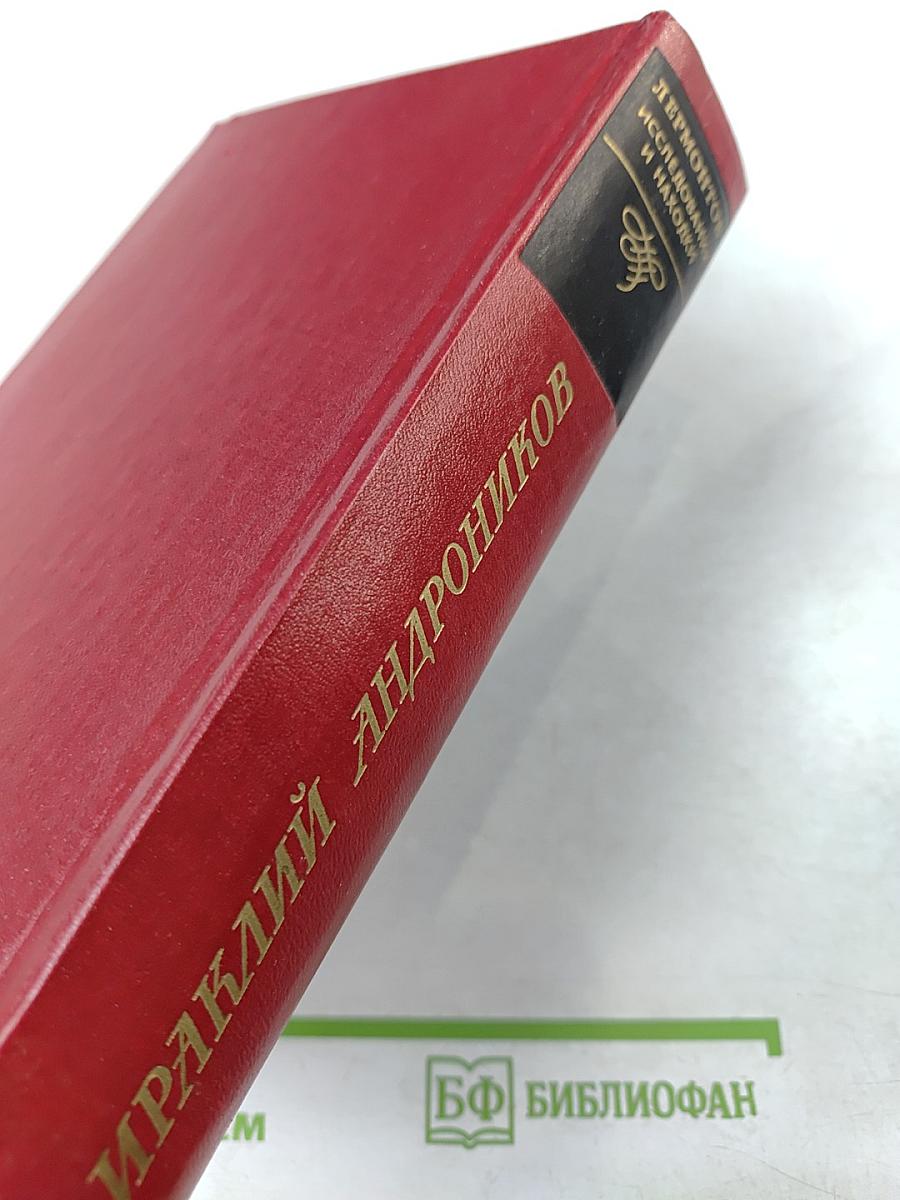 ЛЕРМОНТОВ
ИССЛЕДОВАНИЯ
И НАХОДКИ
ИРАКЛИЙ АНДРОНИКОВ
БФ БИБЛИОФАН